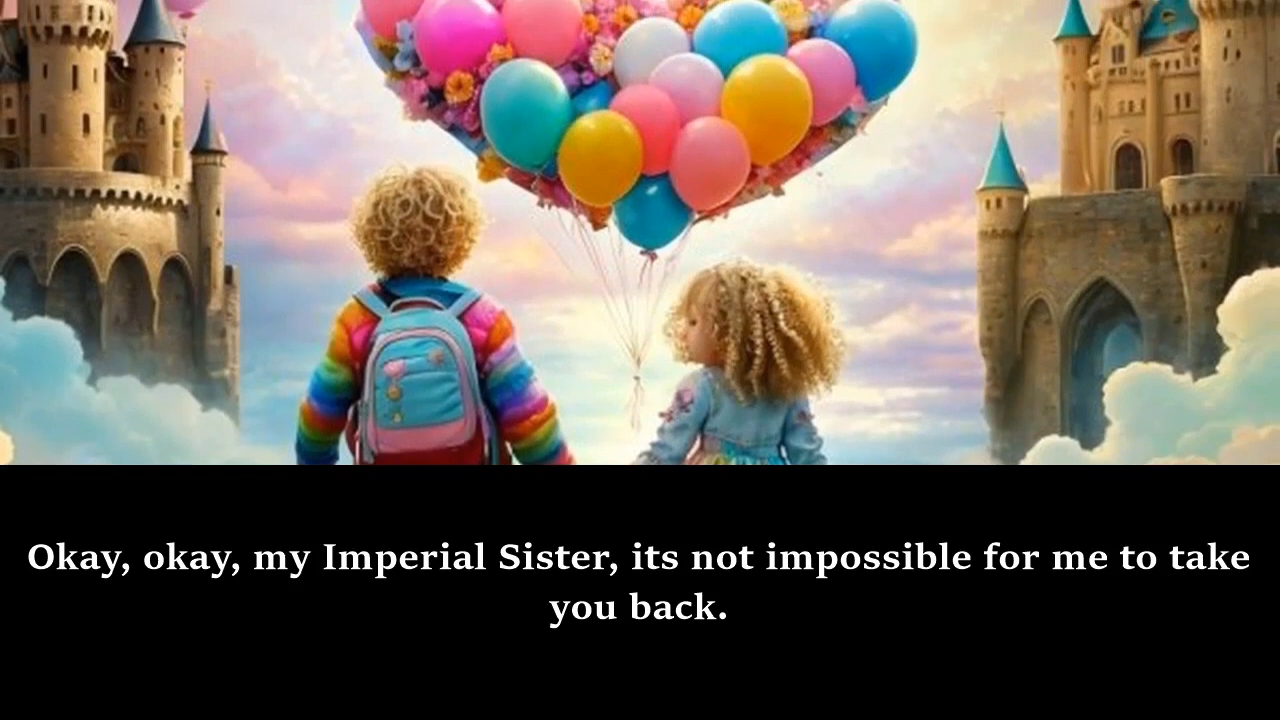 Okay, okay, my Imperial Sister, its not impossible for me to take
you back.